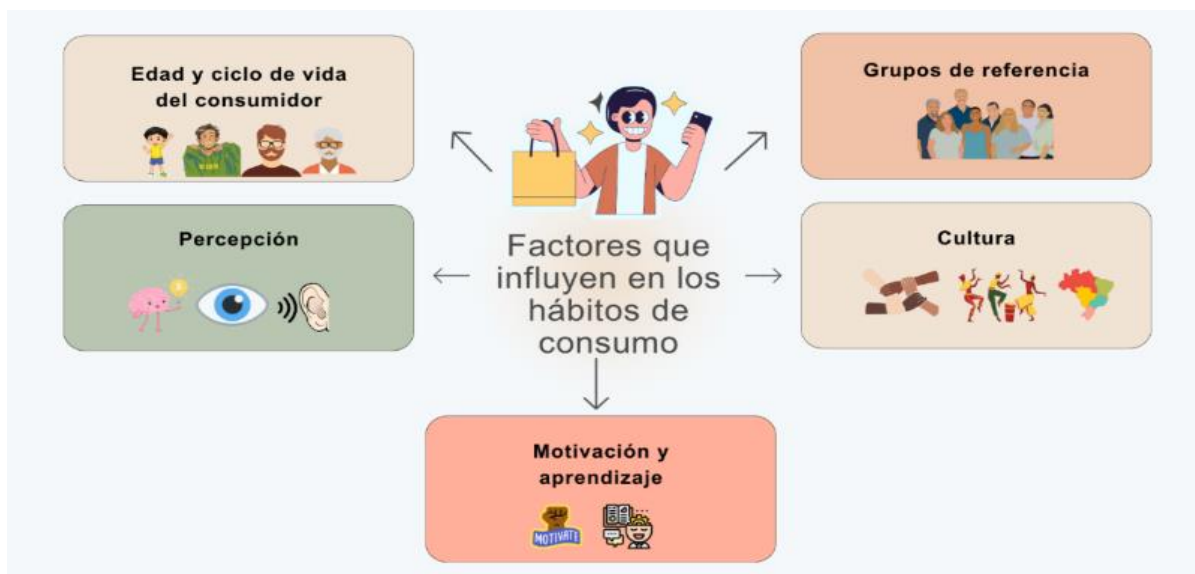 Edad y ciclo de vida
del consumidor
Grupos de referencia
Percepción
Factores que
influyen en los
hábitos de
consumo
Cultura
Motivación y
aprendizaje
MOTIVATE